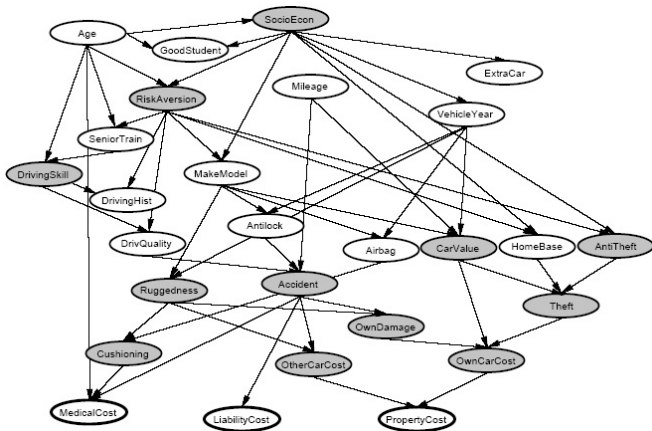 SocioEcon
Age
GoodStudent
ExtraCar
Mileage
RiskAversion
VehicleYear
SeniorTrain
DrivingSkill
MakeModel
DrivingHist
Antilock
DrivQuality
Airbag
CarValue
HomeBase
AntiTheft
Ruggedness
Accident
Theft
OwnDamage
Cushioning
OtherCarCost
OwnCarCost
MedicalCost
LiabilityCost
PropertyCost